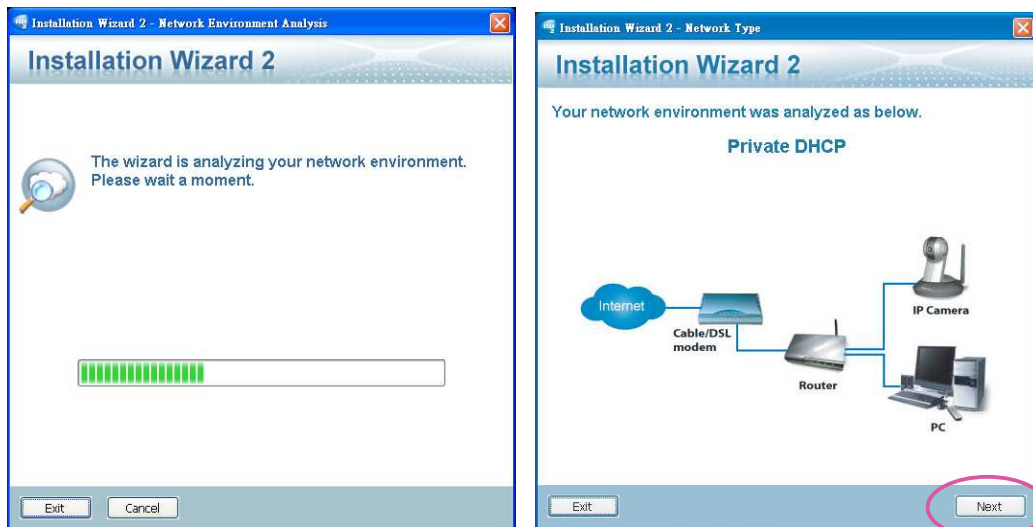 Installation Wizard 2 - Network Environment Analysis
Installation Wizard 2
The wizard is analyzing your network environment.
Please wait a moment.
Exit
Cancel
Installation Wizard 2 - Network Type
Installation Wizard 2
Your network environment was analyzed as below.
Private DHCP
Internet
Cable/DSL
modem
Router
IP Camera
PC
Exit
Next